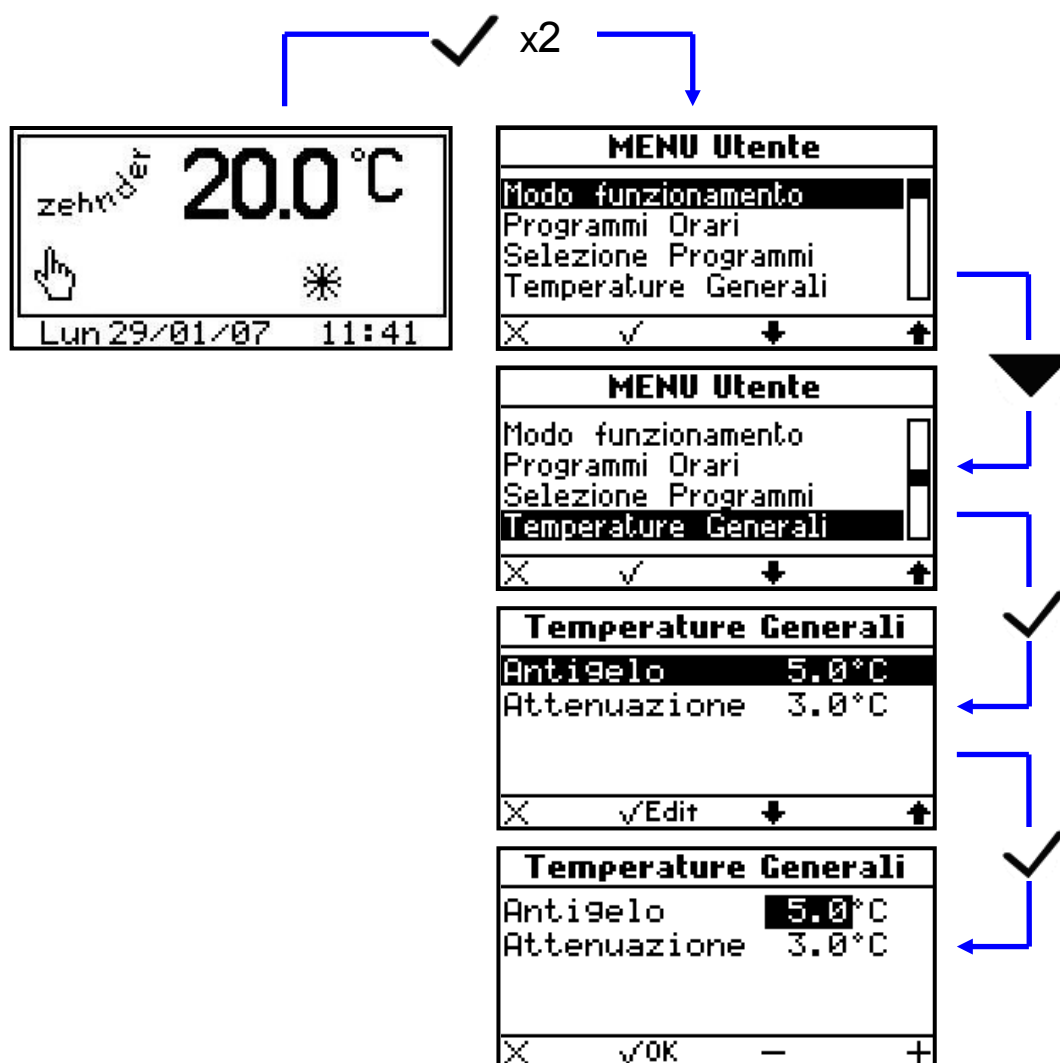 x2
zehnder 20.0°C
Lun 29/01/07 11:41
MENU Utente
Modo funzionamento
Programmi Orari
Selezione Programmi
Temperature Generali
MENU Utente
Modo funzionamento
Programmi Orari
Selezione Programmi
Temperature Generali
Temperature Generali
Antigelo 5.0°C
Attenuazione 3.0°C
Edit
Temperature Generali
Antigelo 5.0°C
Attenuazione 3.0°C
OK − +